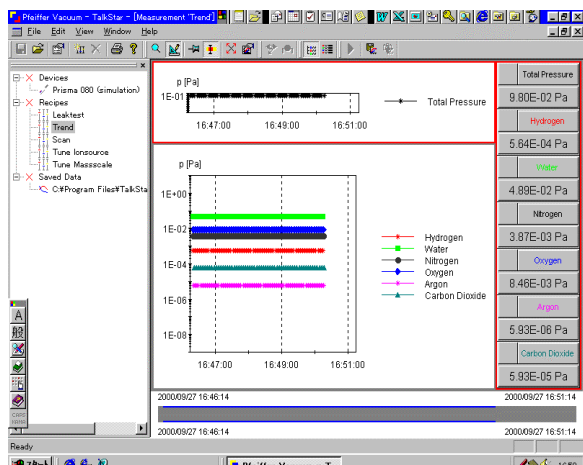 Pfeiffer Vacuum - TalkStar - [Measurement 'Trend']
File Edit View Window Help
Devices
Prisma 080 (simulation)
Recipes
Leaktest
Trend
Scan
Tune Ionsource
Tune Massscale
Saved Data
C:¥Program Files¥TalkSta
p [Pa]
1E-01
16:47:00 16:49:00 16:51:00
Total Pressure
p [Pa]
1E+00
1E-02
1E-04
1E-06
1E-08
16:47:00 16:49:00 16:51:00
Hydrogen
Water
Nitrogen
Oxygen
Argon
Carbon Dioxide
Total Pressure
9.80E-02 Pa
Hydrogen
5.64E-04 Pa
Water
4.89E-02 Pa
Nitrogen
3.87E-03 Pa
Oxygen
8.46E-03 Pa
Argon
5.93E-06 Pa
Carbon Dioxide
5.93E-05 Pa
2000/09/27 16:46:14 2000/09/27 16:51:14
2000/09/27 16:46:14 2000/09/27 16:51:14
A
般
CAPS
KANA
Ready